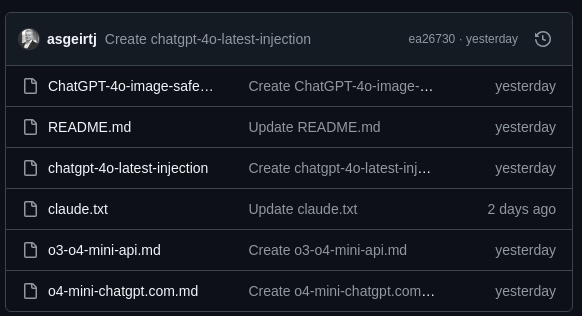 asgeirtj Create chatgpt-4o-latest-injection ea26730 · yesterday
ChatGPT-4o-image-safe… Create ChatGPT-4o-image-… yesterday
README.md Update README.md yesterday
chatgpt-4o-latest-injection Create chatgpt-4o-latest-inj… yesterday
claude.txt Update claude.txt 2 days ago
o3-o4-mini-api.md Create o3-o4-mini-api.md yesterday
o4-mini-chatgpt.com.md Create o4-mini-chatgpt.com… yesterday